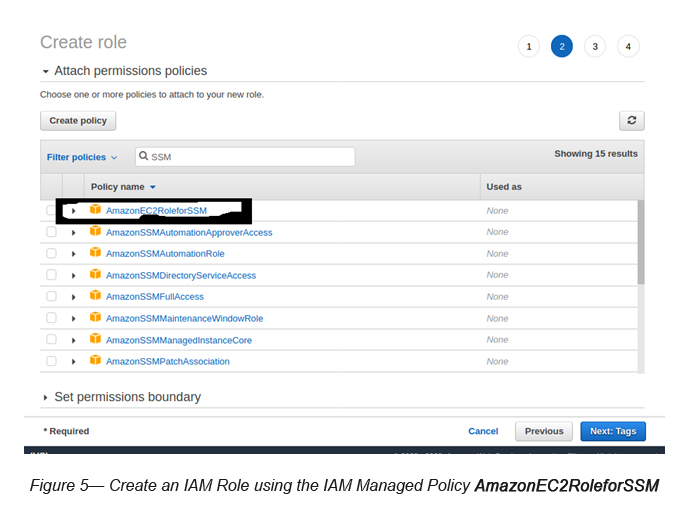 Create role
1 2 3 4
Attach permissions policies
Choose one or more policies to attach to your new role.
Create policy
Filter policies SSM Showing 15 results
Policy name Used as
AmazonEC2RoleforSSM None
AmazonSSMAutomationApproverAccess None
AmazonSSMAutomationRole None
AmazonSSMDirectoryServiceAccess None
AmazonSSMFullAccess None
AmazonSSMMaintenanceWindowRole None
AmazonSSMManagedInstanceCore None
AmazonSSMPatchAssociation None
Set permissions boundary
* Required Cancel Previous Next: Tags
Figure 5— Create an IAM Role using the IAM Managed Policy AmazonEC2RoleforSSM